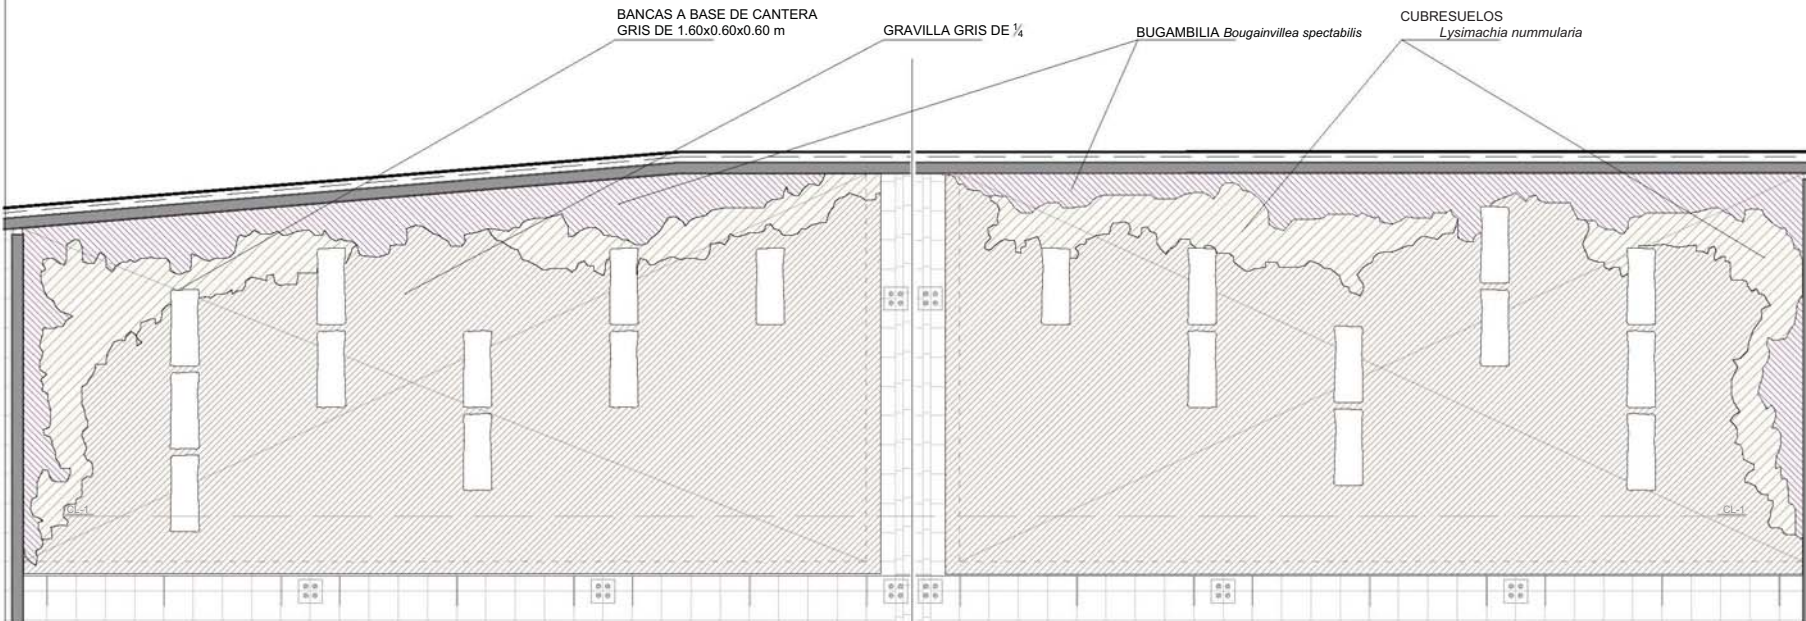 BANCAS A BASE DE CANTERA
GRIS DE 1.60x0.60x0.60 m
GRAVILLA GRIS DE ¼
BUGAMBILIA Bougainvillea spectabilis
CUBRESUELOS
Lysimachia nummularia
CL-1
CL-1